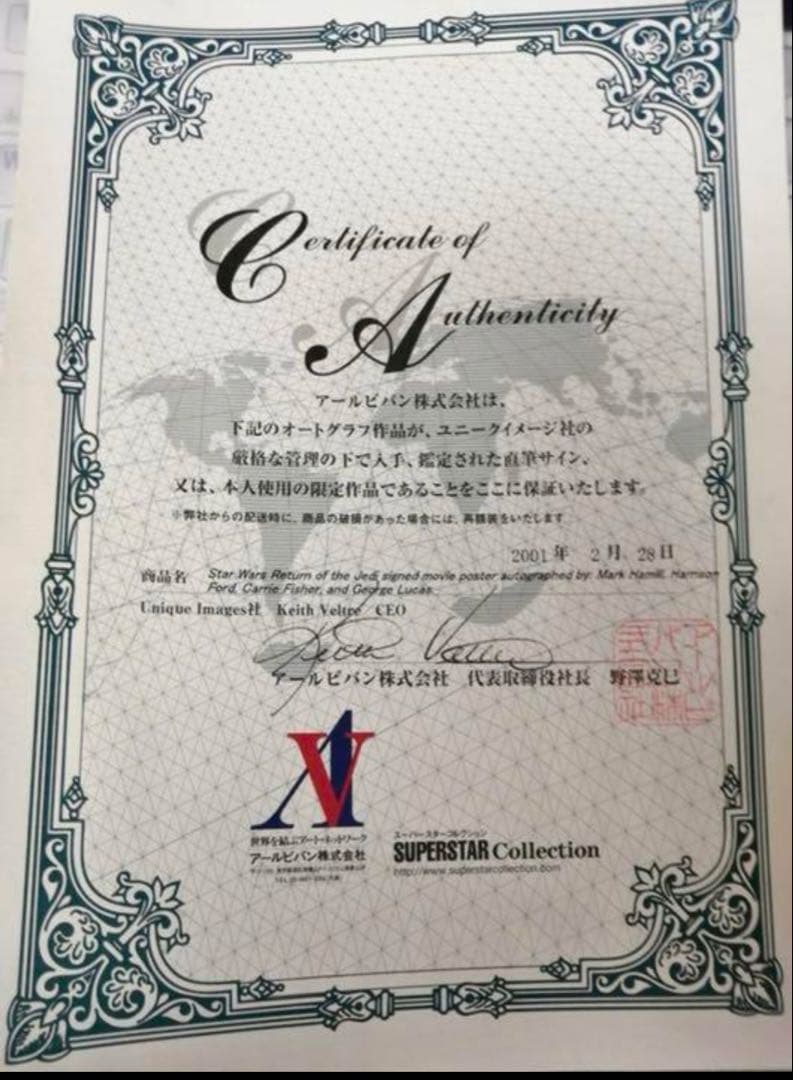 Certificate of
Authenticity
アールビバン株式会社は、
下記のオートグラフ作品が、ユニークイメージ社の
厳格な管理の下で入手、鑑定された直筆サイン、
又は、本人使用の限定作品であることをここに保証いたします。
※弊社からの配送時に、商品の破損があった場合には、再額装をいたします
2001年 2月 28日
商品名 Star Wars Return of the Jedi signed movie poster autographed by: Mark Hamill, Harrison
Ford, Carrie Fisher, and George Lucas
Unique Images社 Keith Veltre CEO
アールビバン株式会社 代表取締役社長 野澤克巳
世界を結ぶアート・ネットワーク
アールビバン株式会社
スーパースターコレクション
SUPERSTAR Collection
http://www.superstarcollection.com